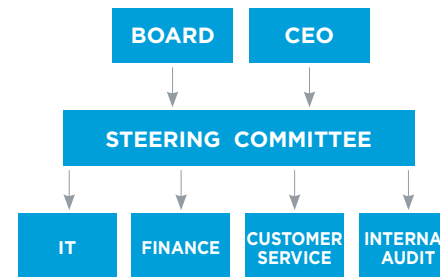 BOARD
CEO
STEERING COMMITTEE
IT
FINANCE
CUSTOMER
SERVICE
INTERNA
AUDIT